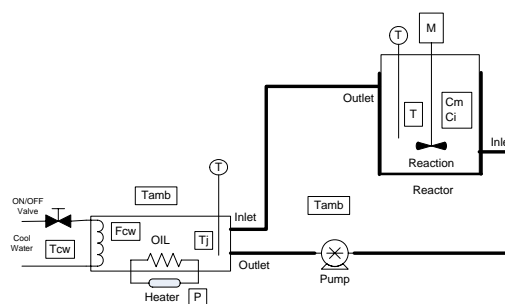 T
M
Outlet
T
Cm
Ci
Inle
Reaction
Reactor
T
Tamb
Tamb
ON/OFF
Valve
Fcw
OIL
Tj
Inlet
Cool
Water
Tcw
Outlet
Pump
Heater
P